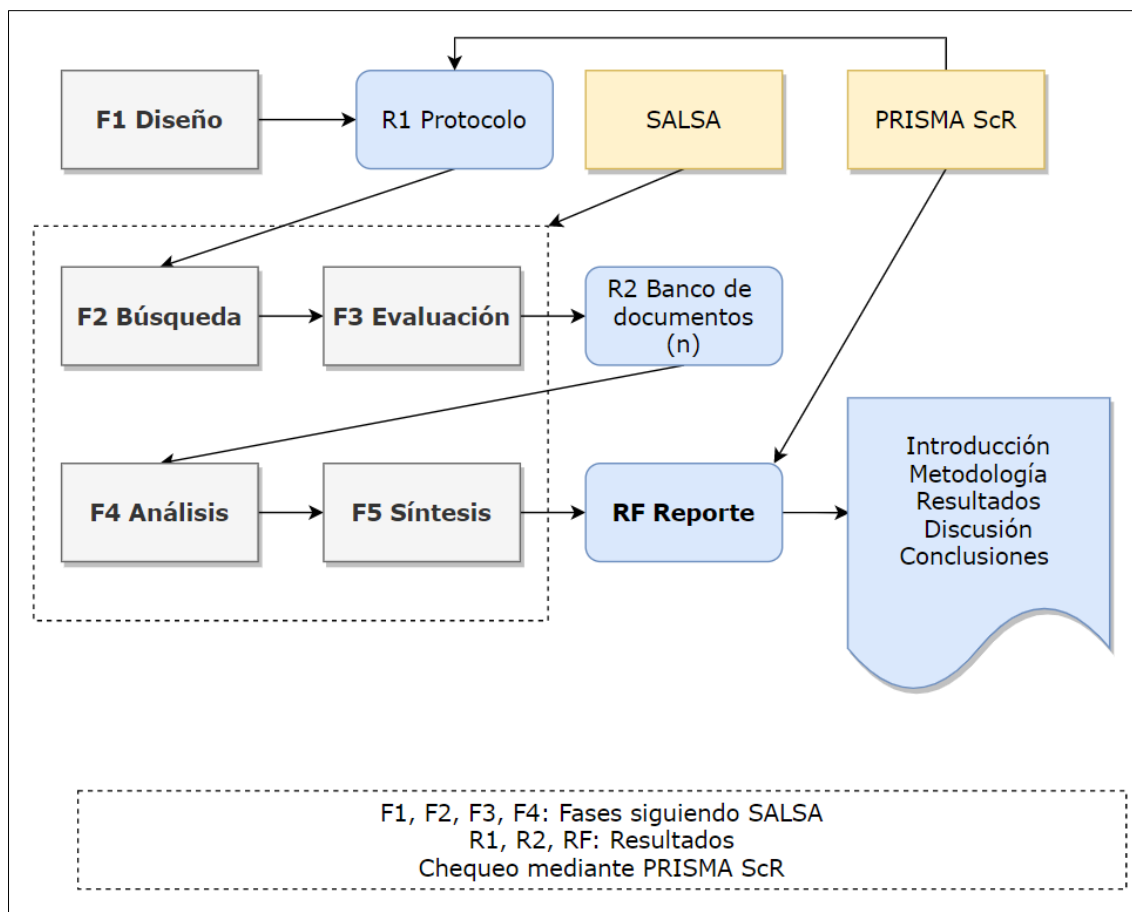 F1 Diseño
R1 Protocolo
SALSA
PRISMA ScR
F2 Búsqueda
F3 Evaluación
R2 Banco de
documentos
(n)
F4 Análisis
F5 Síntesis
RF Reporte
Introducción
Metodología
Resultados
Discusión
Conclusiones
F1, F2, F3, F4: Fases siguiendo SALSA
R1, R2, RF: Resultados
Chequeo mediante PRISMA ScR